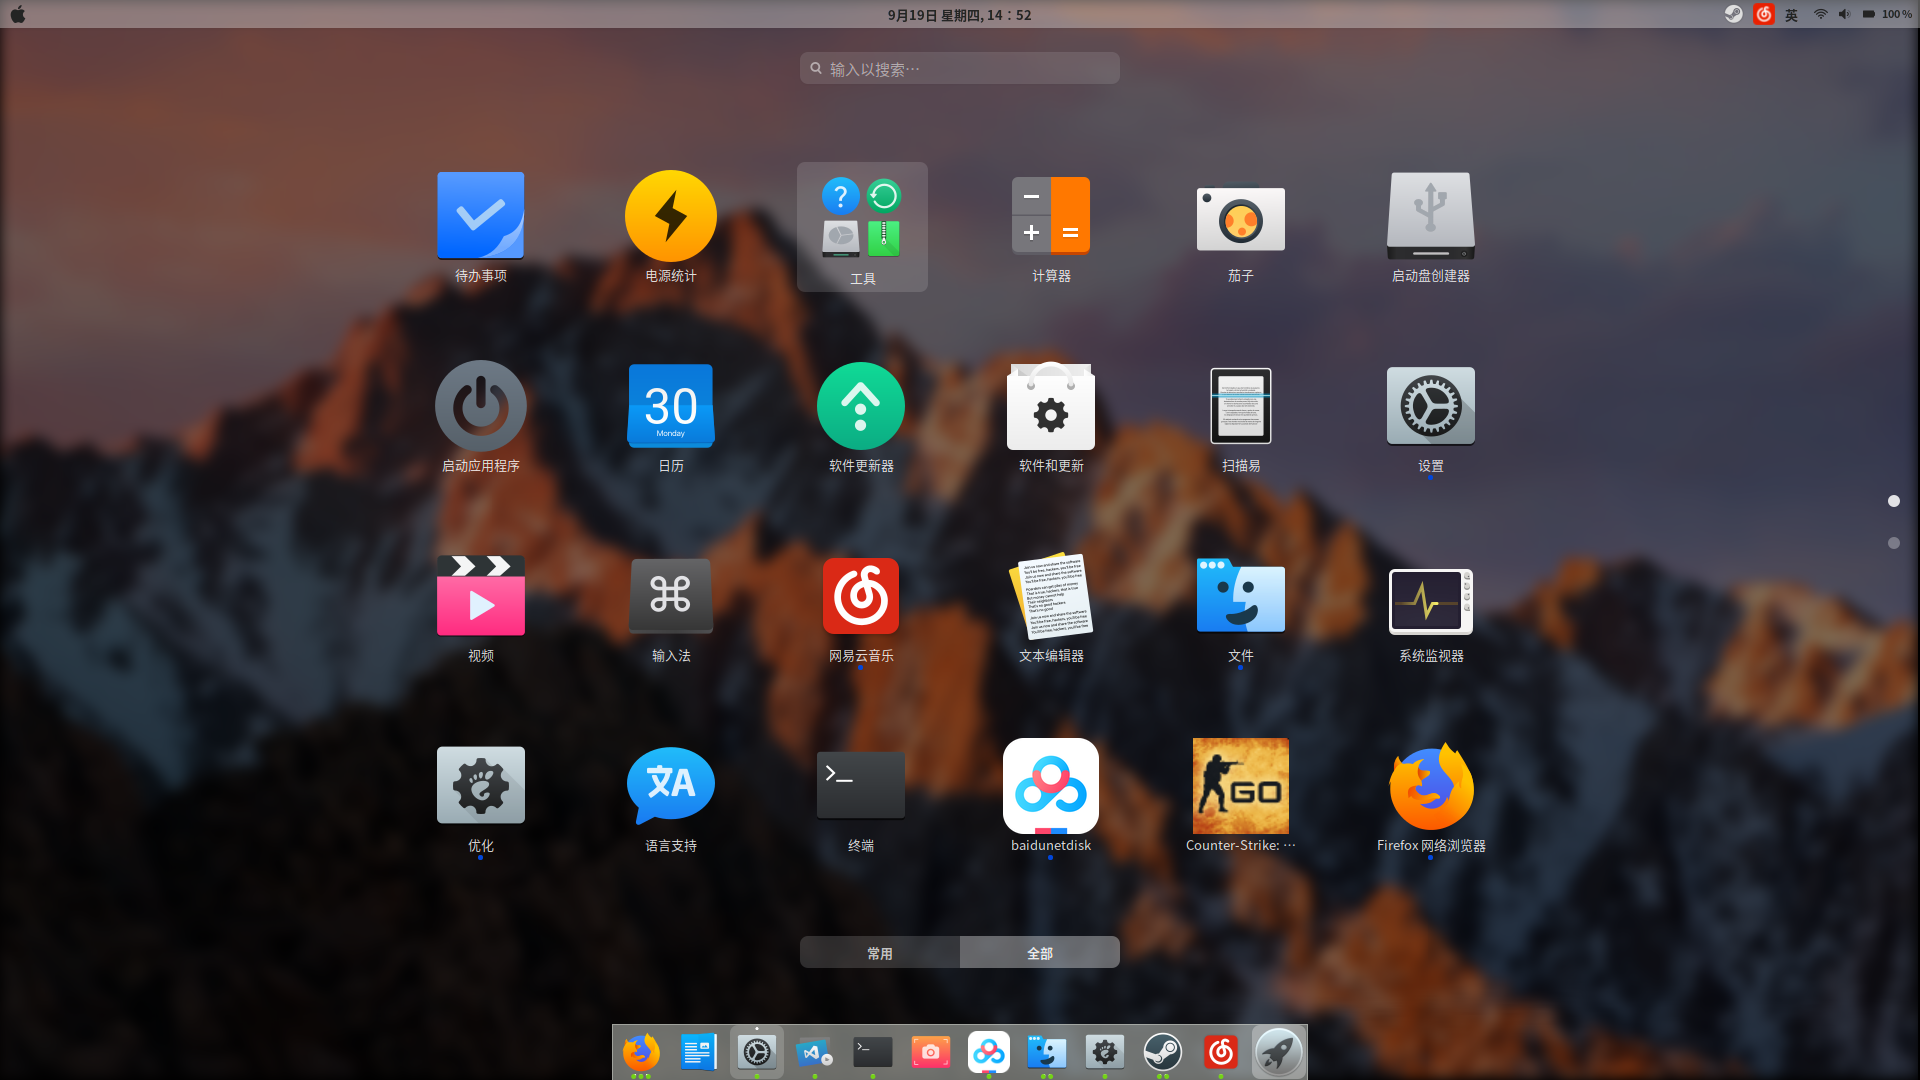 9月19日 星期四, 14：52
英
100 %
输入以搜索…
待办事项
电源统计
工具
计算器
茄子
启动盘创建器
启动应用程序
30
Monday
日历
软件更新器
软件和更新
扫描易
设置
视频
输入法
网易云音乐
文本编辑器
文件
系统监视器
优化
文A
语言支持
>_
终端
baidunetdisk
GO
Counter-Strike: …
Firefox 网络浏览器
常用
全部